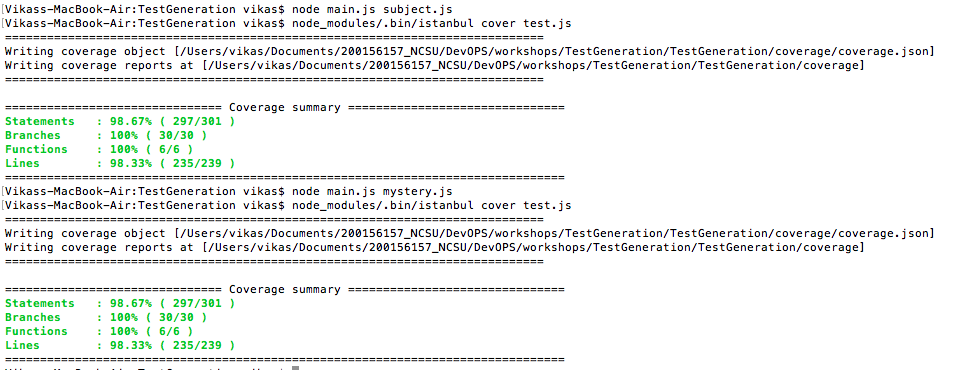 [Vikass-MacBook-Air:TestGeneration vikas$ node main.js subject.js
[Vikass-MacBook-Air:TestGeneration vikas$ node_modules/.bin/istanbul cover test.js
=============================================================================
Writing coverage object [/Users/vikas/Documents/200156157_NCSU/DevOPS/workshops/TestGeneration/TestGeneration/coverage/coverage.json]
Writing coverage reports at [/Users/vikas/Documents/200156157_NCSU/DevOPS/workshops/TestGeneration/TestGeneration/coverage]
=============================================================================
=============================== Coverage summary ===============================
Statements   : 98.67% ( 297/301 )
Branches     : 100% ( 30/30 )
Functions    : 100% ( 6/6 )
Lines        : 98.33% ( 235/239 )
================================================================================
[Vikass-MacBook-Air:TestGeneration vikas$ node main.js mystery.js
[Vikass-MacBook-Air:TestGeneration vikas$ node_modules/.bin/istanbul cover test.js
=============================================================================
Writing coverage object [/Users/vikas/Documents/200156157_NCSU/DevOPS/workshops/TestGeneration/TestGeneration/coverage/coverage.json]
Writing coverage reports at [/Users/vikas/Documents/200156157_NCSU/DevOPS/workshops/TestGeneration/TestGeneration/coverage]
=============================================================================
=============================== Coverage summary ===============================
Statements   : 98.67% ( 297/301 )
Branches     : 100% ( 30/30 )
Functions    : 100% ( 6/6 )
Lines        : 98.33% ( 235/239 )
================================================================================